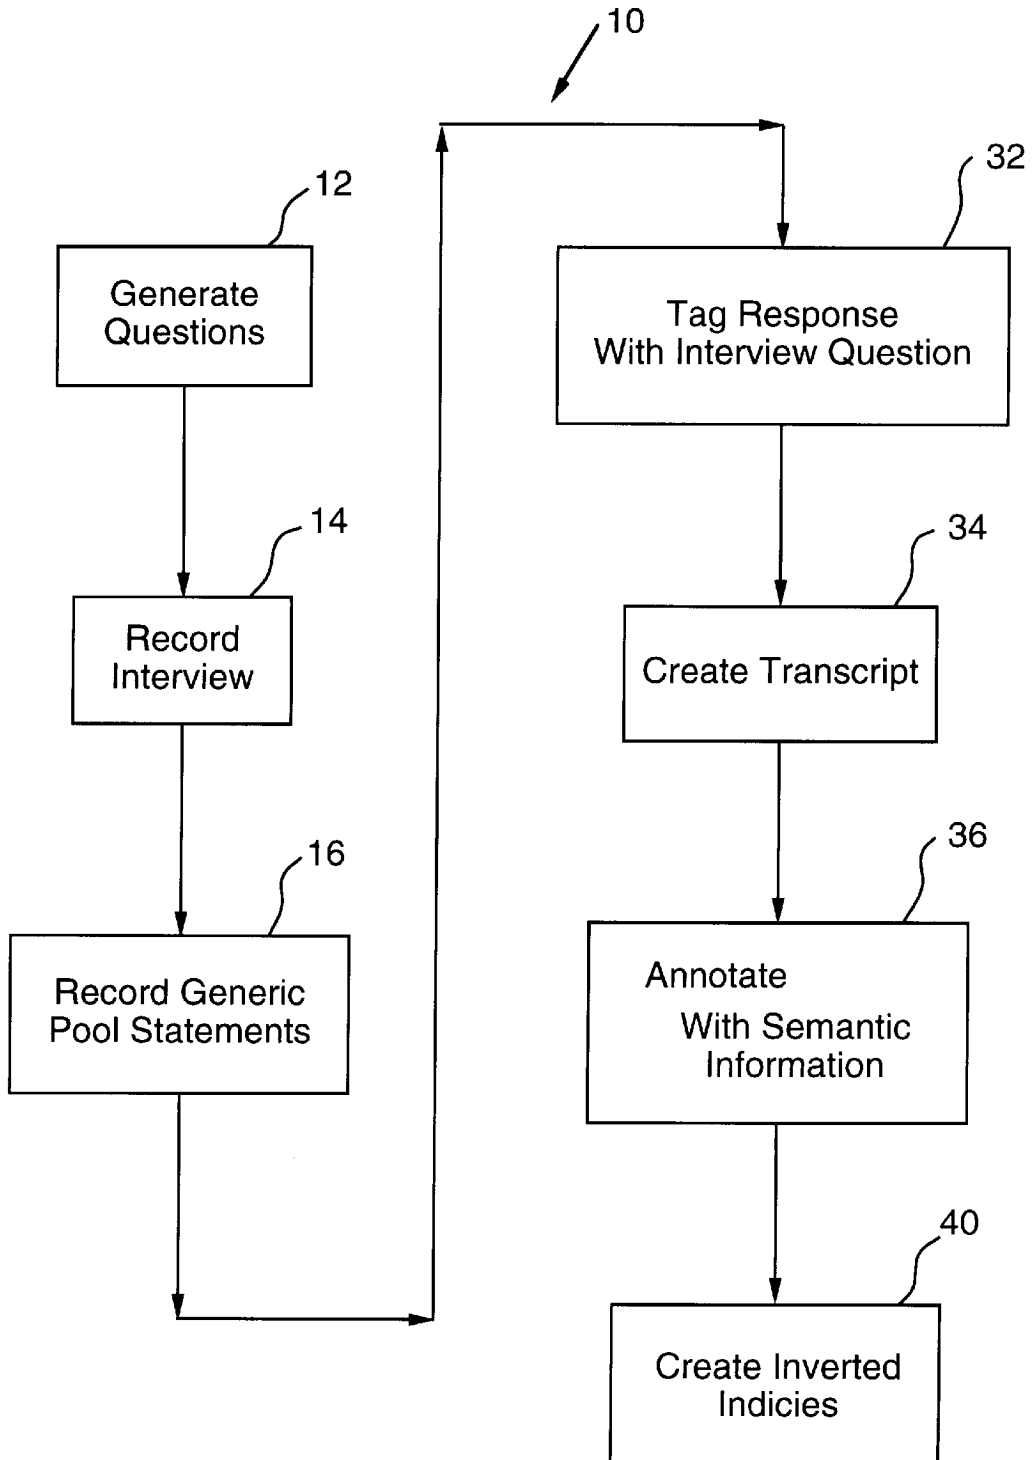 10
12
Generate
Questions
14
Record
Interview
16
Record Generic
Pool Statements
32
Tag Response
With Interview Question
34
Create Transcript
36
Annotate
With Semantic
Information
40
Create Inverted
Indicies